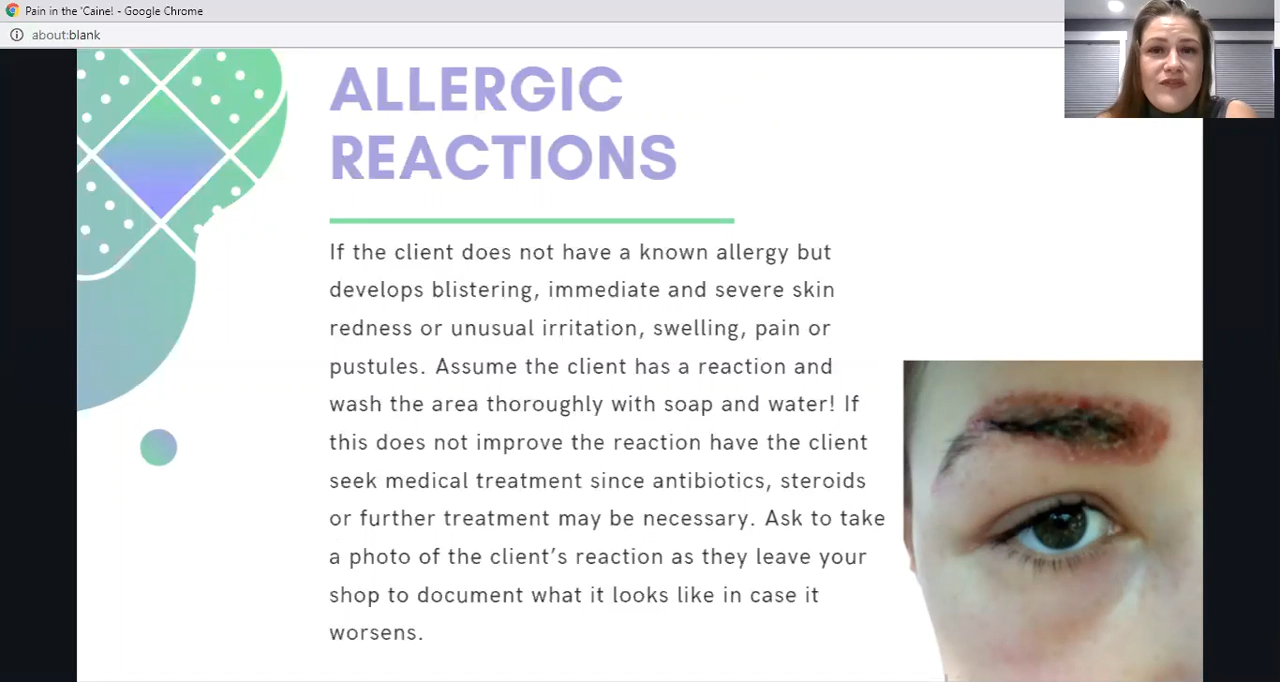 Pain in the 'Caine! - Google Chrome
about:blank
ALLERGIC
REACTIONS
If the client does not have a known allergy but
develops blistering, immediate and severe skin
redness or unusual irritation, swelling, pain or
pustules. Assume the client has a reaction and
wash the area thoroughly with soap and water! If
this does not improve the reaction have the client
seek medical treatment since antibiotics, steroids
or further treatment may be necessary. Ask to take
a photo of the client’s reaction as they leave your
shop to document what it looks like in case it
worsens.